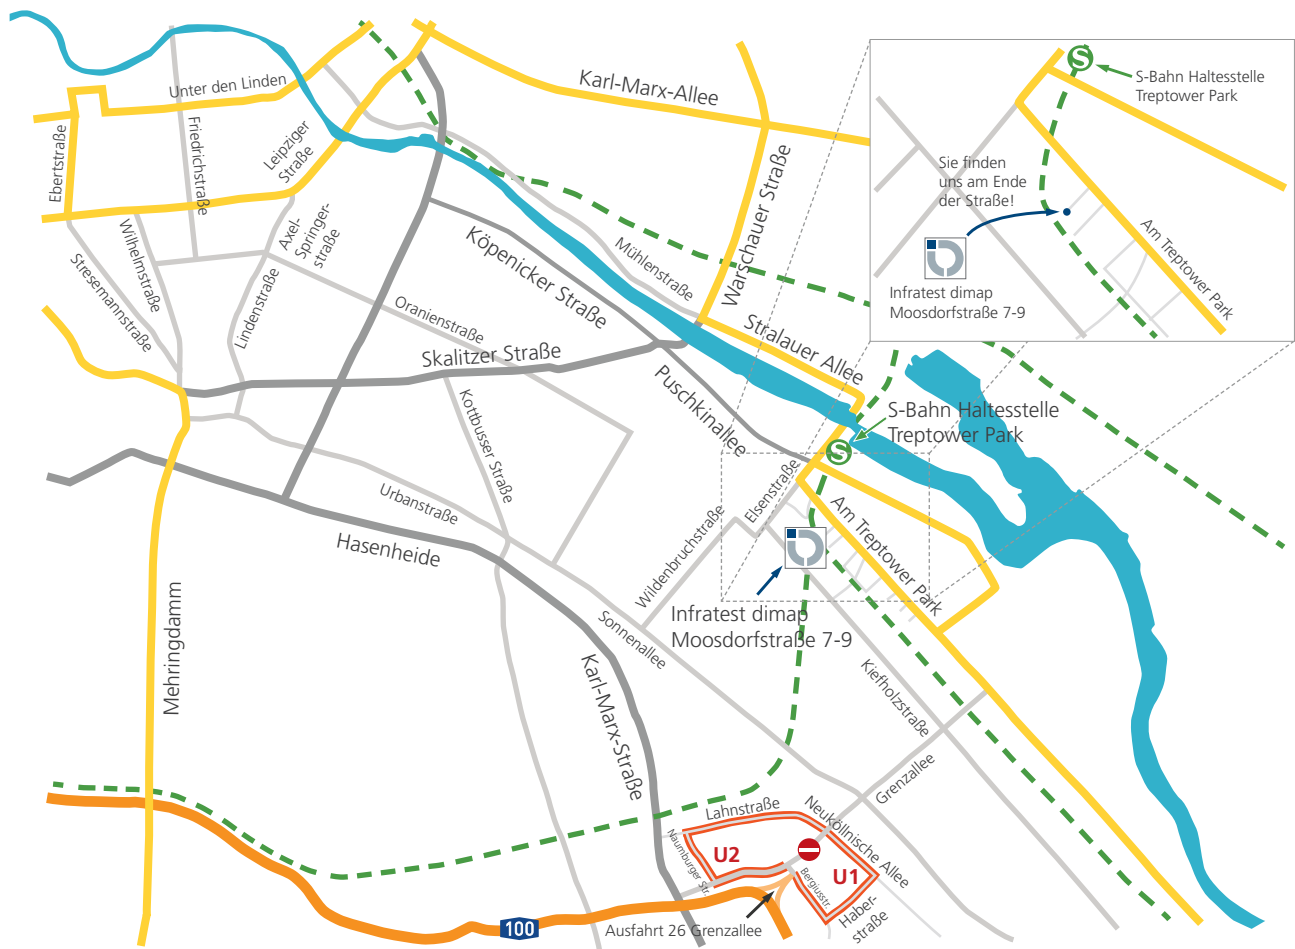 Unter den Linden
Karl-Marx-Allee
Ebertstraße
Friedrichstraße
Leipziger
Straße
Wilhelmstraße
Stresemannstraße
Axel-
Springer-
straße
Lindenstraße
Oranienstraße
Köpenicker Straße
Mühlenstraße
Warschauer Straße
Stralauer Allee
Skalitzer Straße
Puschkinallee
Kottbusser Straße
Urbanstraße
Hasenheide
Mehringdamm
S-Bahn Haltesstelle
Treptower Park
Sie finden
uns am Ende
der Straße!
Am Treptower Park
Infratest dimap
Moosdorfstraße 7-9
S-Bahn Haltesstelle
Treptower Park
S
S
Elsenstraße
Wildenbruchstraße
Am Treptower Park
Infratest dimap
Moosdorfstraße 7-9
Sonnenallee
Karl-Marx-Straße
Kiefholzstraße
Grenzallee
Lahnstraße
Neuköllnische Allee
Naumburger Str.
U2
U1
Bergiusstr.
Haber-
straße
100
Ausfahrt 26 Grenzallee